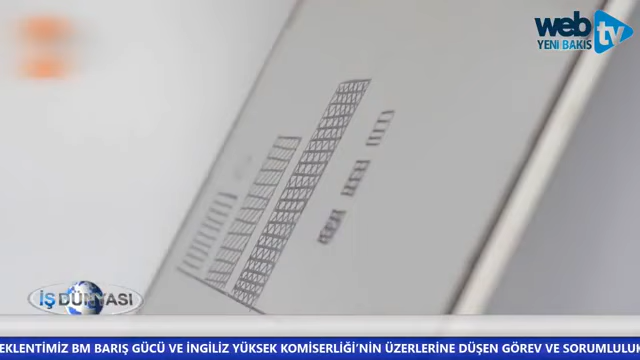 web tv
YENİ BAKIŞ
İŞ DÜNYASI
EKLENTİMİZ BM BARIŞ GÜCÜ VE İNGİLİZ YÜKSEK KOMİSERLİĞİ'NİN ÜZERLERİNE DÜŞEN GÖREV VE SORUMLULUK